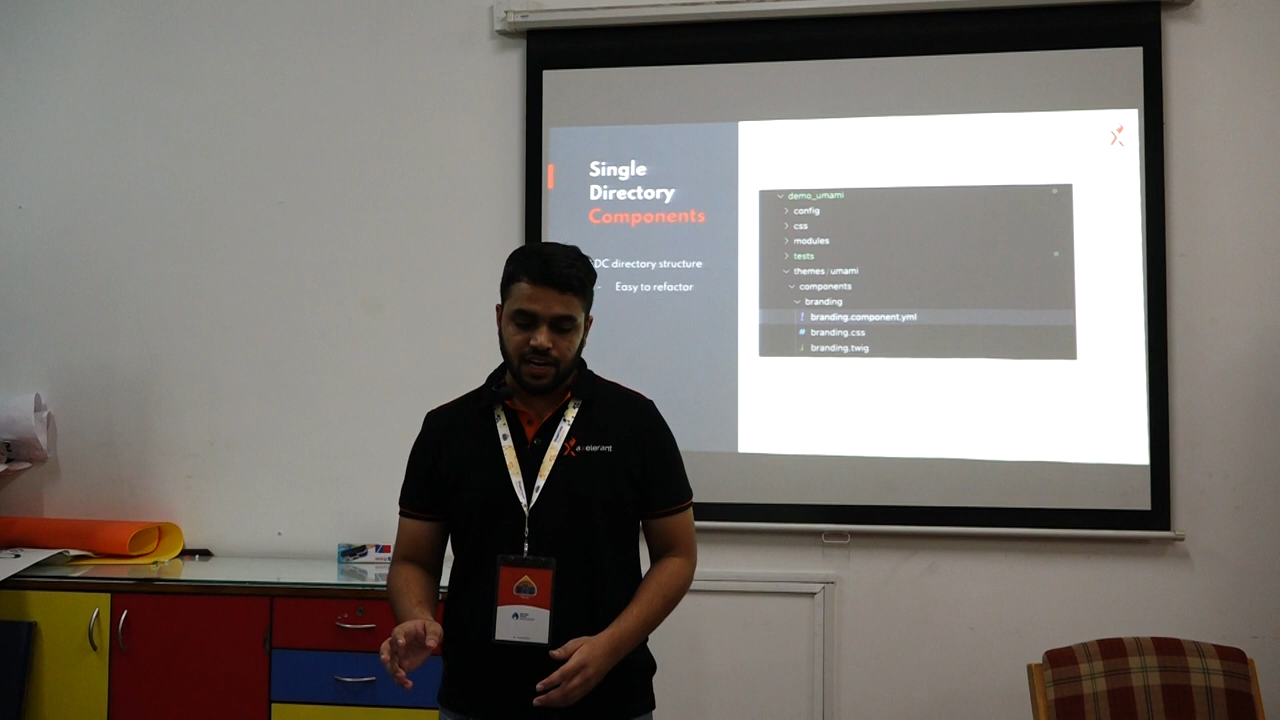 Single
Directory
Components
DC directory structure
- Easy to refactor
demo_umami
config
css
modules
tests
themes / umami
components
branding
! branding.component.yml
# branding.css
branding.twig
axelerant